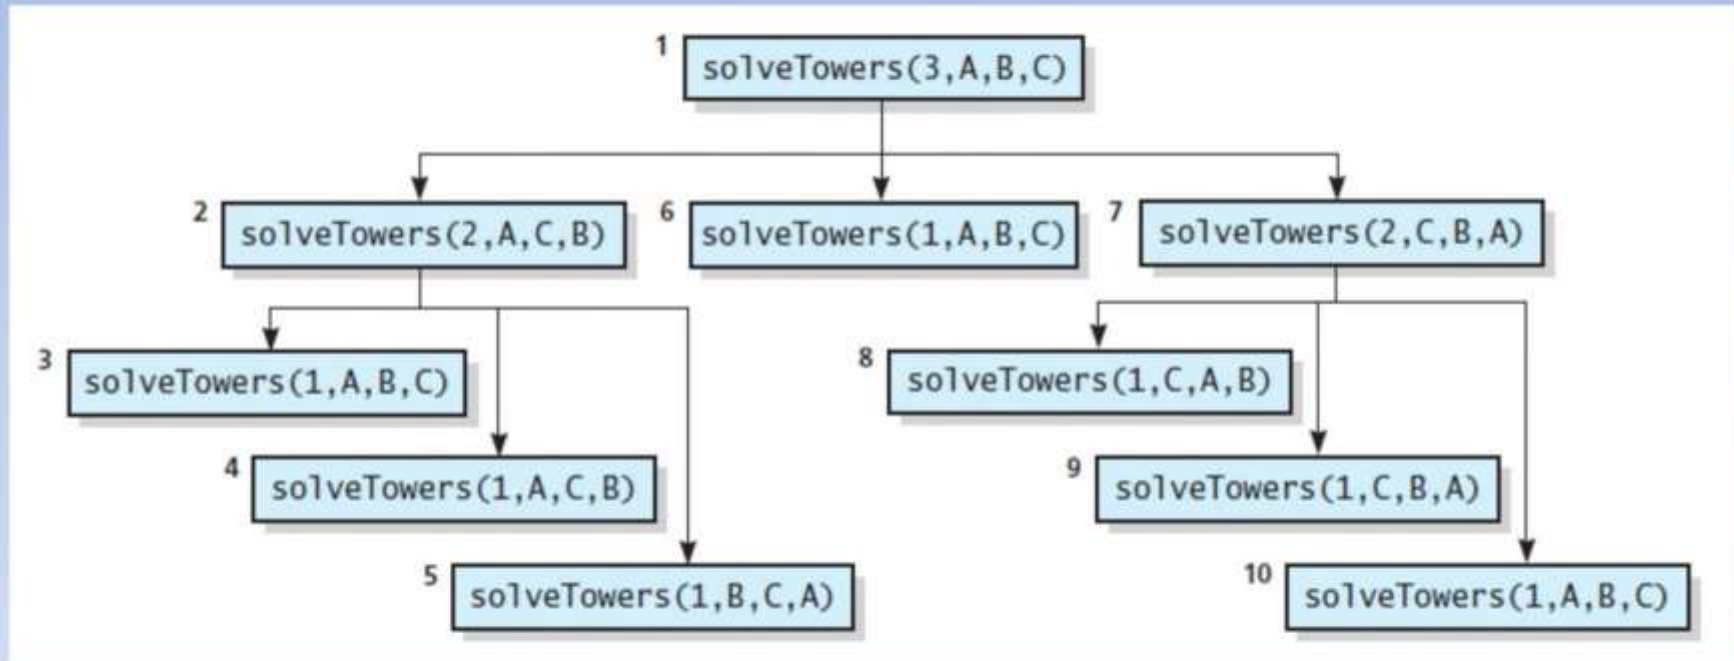 1 solveTowers(3,A,B,C)
2 solveTowers(2,A,C,B)
6 solveTowers(1,A,B,C)
7 solveTowers(2,C,B,A)
3 solveTowers(1,A,B,C)
8 solveTowers(1,C,A,B)
4 solveTowers(1,A,C,B)
9 solveTowers(1,C,B,A)
5 solveTowers(1,B,C,A)
10 solveTowers(1,A,B,C)